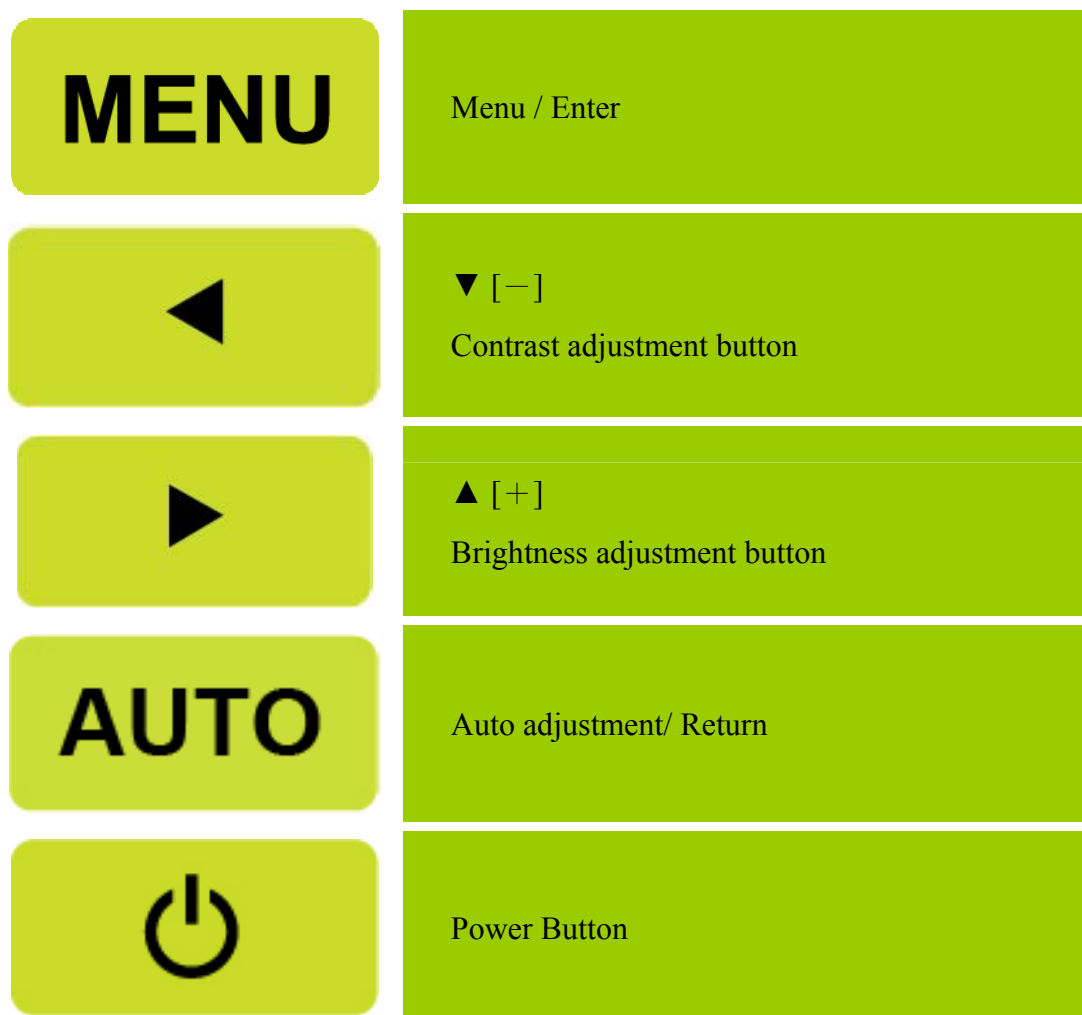 MENU
Menu / Enter
▼ [－]
Contrast adjustment button
▲ [＋]
Brightness adjustment button
AUTO
Auto adjustment/ Return
Power Button